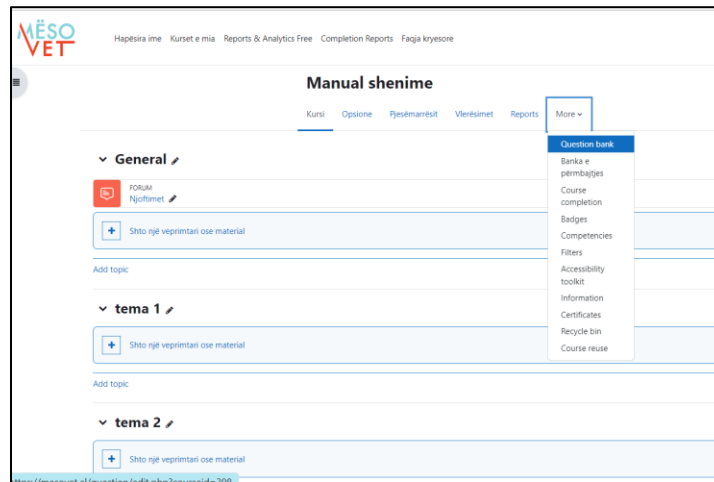 MËSO
VET
Hapësira ime Kurset e mia Reports & Analytics Free Completion Reports Faqja kryesore
Manual shenime
Kursi Opsione Pjesëmarrësit Vlerësimet Reports More
Question bank
Banka e
përmbajtjes
Course
completion
Badges
Competencies
Filters
Accessibility
toolkit
Information
Certificates
Recycle bin
Course reuse
General
FORUM
Njoftimet
Shto një veprimtari ose material
Add topic
tema 1
Shto një veprimtari ose material
Add topic
tema 2
Shto një veprimtari ose material